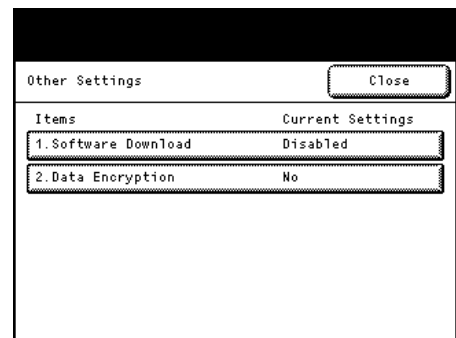 Other Settings Close
Items Current Settings
1.Software Download Disabled
2.Data Encryption No